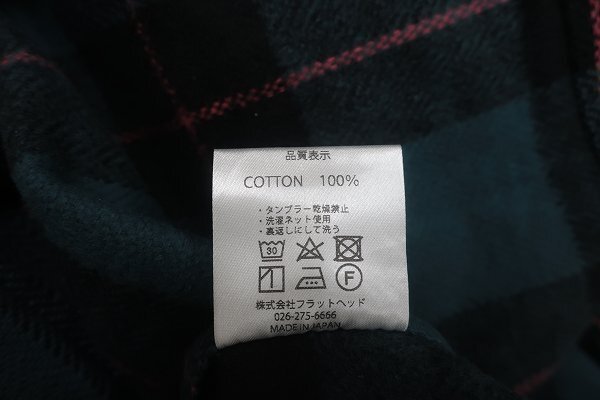 品質表示
COTTON 100%
・タンブラー乾燥禁止
・洗濯ネット使用
・裏返しにして洗う
30
F
株式会社フラットヘッド
026-275-6666
MADE IN JAPAN